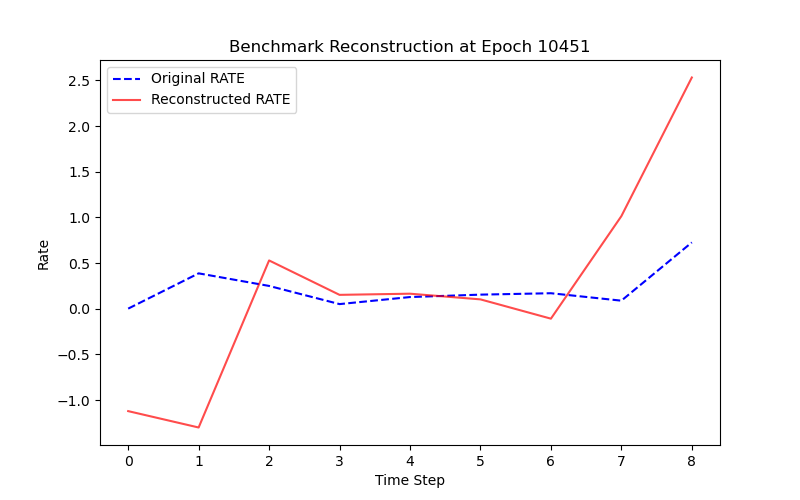 Benchmark Reconstruction at Epoch 10451
Original RATE
Reconstructed RATE
2.5
2.0
1.5
1.0
0.5
0.0
−0.5
−1.0
Rate
0 1 2 3 4 5 6 7 8
Time Step